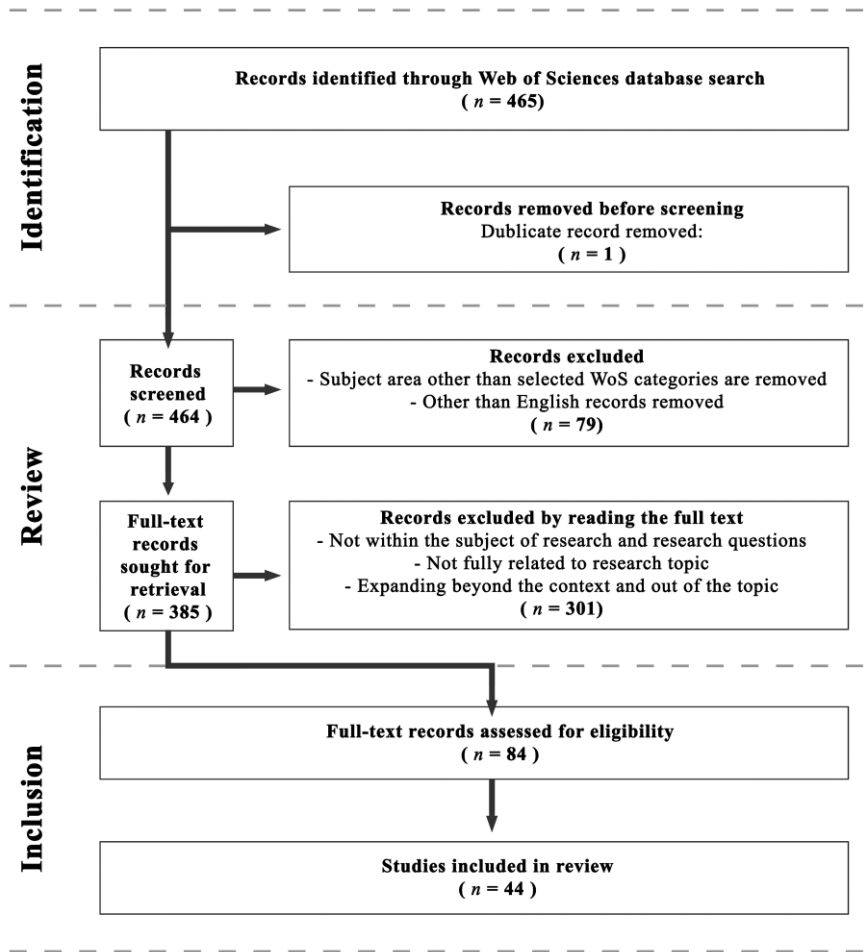 Identification
Records identified through Web of Sciences database search
( n = 465)
Records removed before screening
Dublicate record removed:
( n = 1 )
Review
Records
screened
( n = 464 )
Records excluded
- Subject area other than selected WoS categories are removed
- Other than English records removed
( n = 79)
Full-text
records
sought for
retrieval
( n = 385 )
Records excluded by reading the full text
- Not within the subject of research and research questions
- Not fully related to research topic
- Expanding beyond the context and out of the topic
( n = 301)
Inclusion
Full-text records assessed for eligibility
( n = 84 )
Studies included in review
( n = 44 )